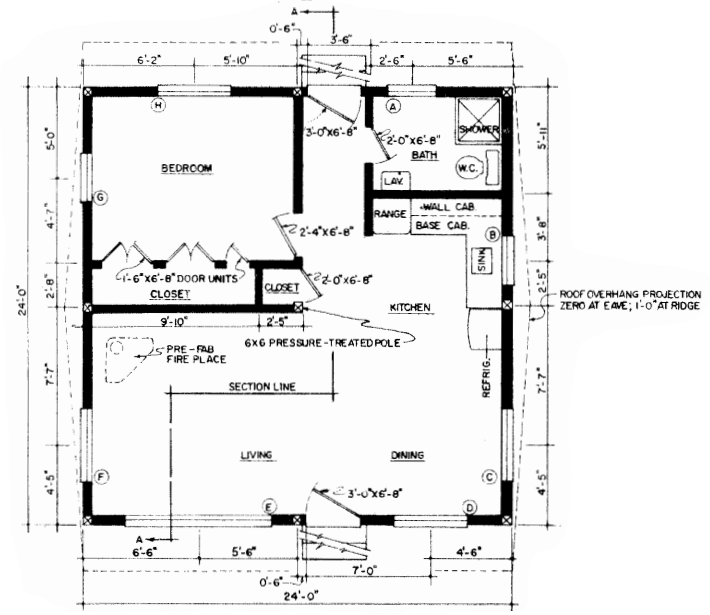 A
0'-6"
3'-6"
6'-2"
5'-10"
2'-6"
5'-6"
H
A
3'-0"X6'-8"
2'-0"X6'-8"
SHOWER
BATH
5'-0"
5'-11"
BEDROOM
W.C.
LAV.
G
RANGE
WALL CAB.
BASE CAB.
4'-7"
2'-4"X6'-8"
B
3'-8"
SINK
1'-6"X6'-8" DOOR UNITS
2'-0"X6'-8"
CLOSET
CLOSET
2'-8"
2'-5"
24'-0"
KITCHEN
ROOF OVERHANG PROJECTION
ZERO AT EAVE; 1'-0" AT RIDGE
9'-10"
2'-5"
6X6 PRESSURE-TREATED POLE
PRE-FAB
FIRE PLACE
REFRIG.
7'-7"
7'-7"
SECTION LINE
LIVING
DINING
F
C
4'-5"
4'-5"
3'-0"X6'-8"
E
D
A
6'-6"
5'-6"
4'-6"
0'-6"
7'-0"
24'-0"